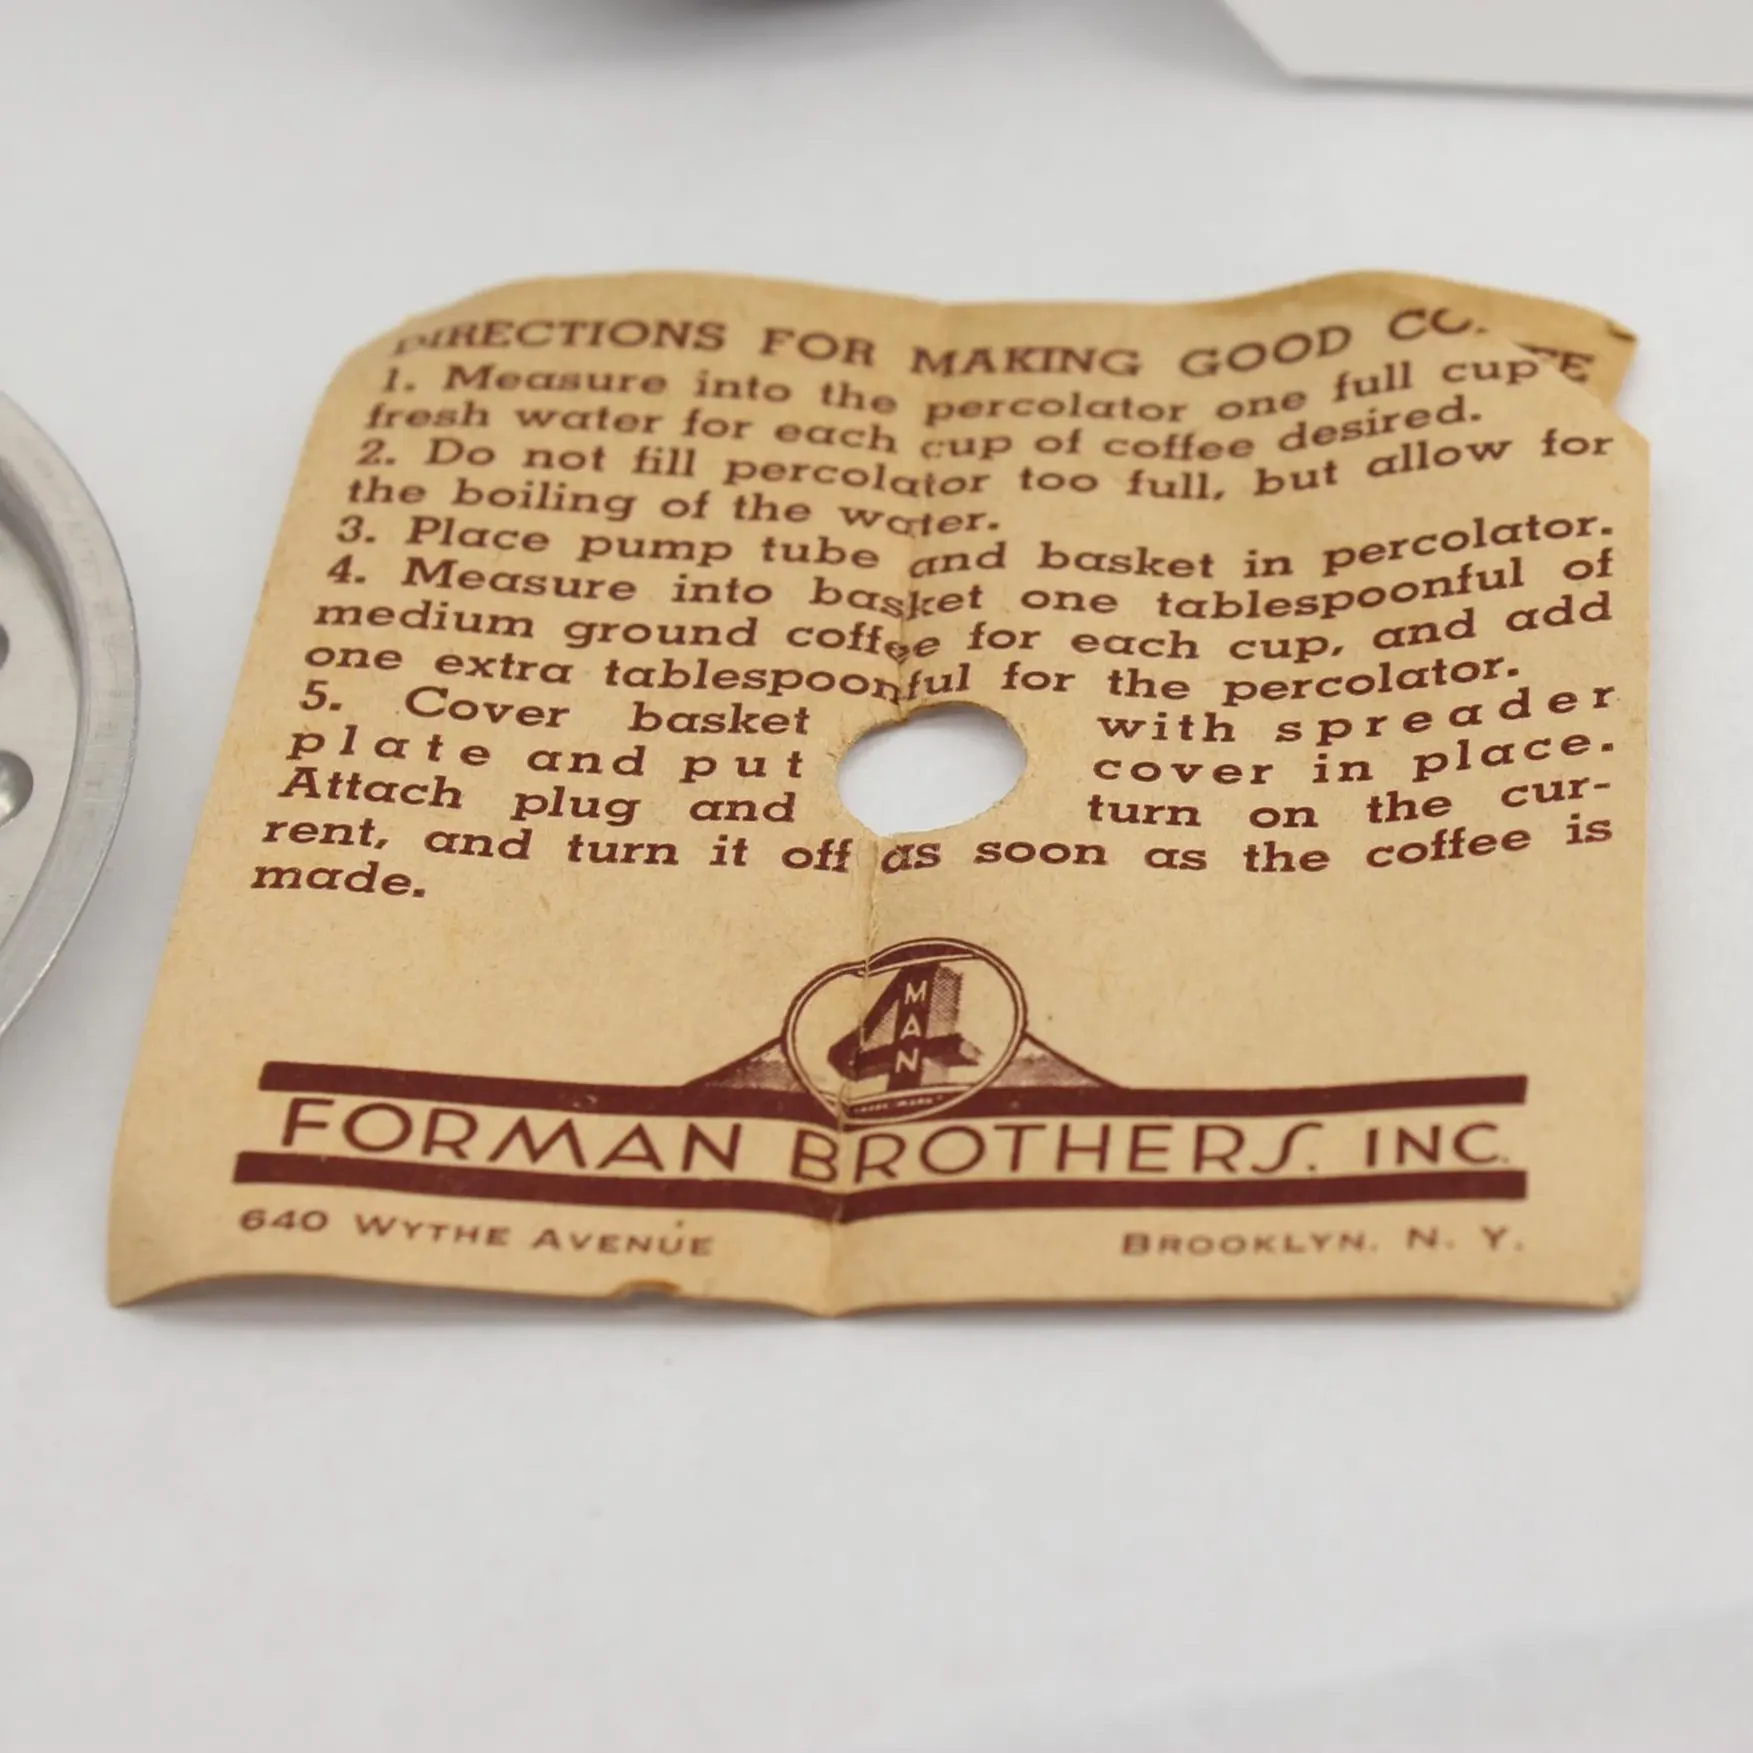 DIRECTIONS FOR MAKING GOOD
1. Measure into the percolator one full cup
fresh water for each cup of coffee desired.
2. Do not fill percolator too full, but allow for
the boiling of the water.
3. Place pump tube and basket in percolator.
4. Measure into basket one tablespoonful of
medium ground coffee for each cup, and add
one extra tablespoonful for the percolator.
5. Cover basket with spreader
plate and put cover in place.
Attach plug and turn on the cur-
rent, and turn it off as soon as the coffee is
made.
4
MAN
FORMAN BROTHERS. INC.
640 WYTHE AVENUE BROOKLYN. N. Y.